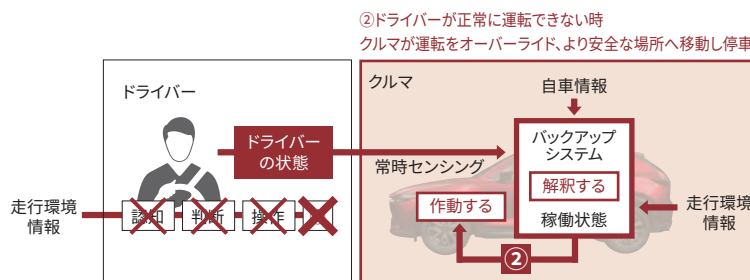 ②ドライバーが正常に運転できない時
クルマが運転をオーバーライド、より安全な場所へ移動し停車
ドライバー
ドライバー
の状態
走行環境
情報
認知
判断
操作
クルマ
自車情報
常時センシング
バックアップ
システム
解釈する
稼働状態
作動する
走行環境
情報
②